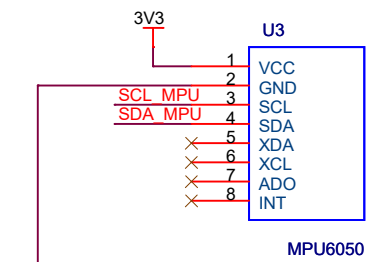 3V3
U3
1 VCC
2 GND
SCL_MPU 3 SCL
SDA_MPU 4 SDA
5 XDA
6 XCL
7 ADO
8 INT
MPU6050